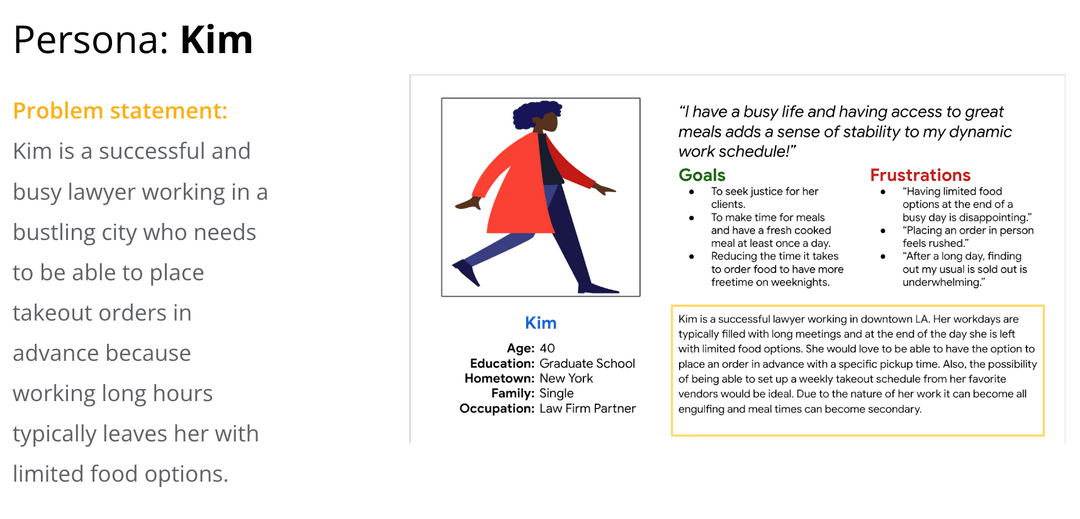 Persona: Kim
Problem statement:
Kim is a successful and
busy lawyer working in a
bustling city who needs
to be able to place
takeout orders in
advance because
working long hours
typically leaves her with
limited food options.
Kim
Age: 40
Education: Graduate School
Hometown: New York
Family: Single
Occupation: Law Firm Partner
“I have a busy life and having access to great
meals adds a sense of stability to my dynamic
work schedule!”
Goals
● To seek justice for her
clients.
● To make time for meals
and have a fresh cooked
meal at least once a day.
● Reducing the time it takes
to order food to have more
freetime on weeknights.
Frustrations
● “Having limited food
options at the end of a
busy day is disappointing.”
● “Placing an order in person
feels rushed.”
● “After a long day, finding
out my usual is sold out is
underwhelming.”
Kim is a successful lawyer working in downtown LA. Her workdays are
typically filled with long meetings and at the end of the day she is left
with limited food options. She would love to be able to have the option to
place an order in advance with a specific pickup time. Also, the possibility
of being able to set up a weekly takeout schedule from her favorite
vendors would be ideal. Due to the nature of her work it can become all
engulfing and meal times can become secondary.